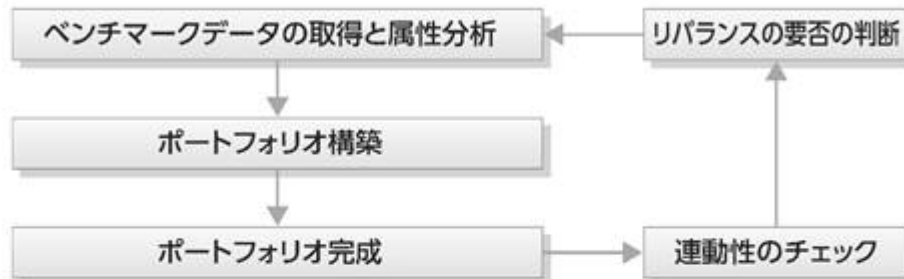 ベンチマークデータの取得と属性分析
リバランスの要否の判断
ポートフォリオ構築
ポートフォリオ完成
連動性のチェック